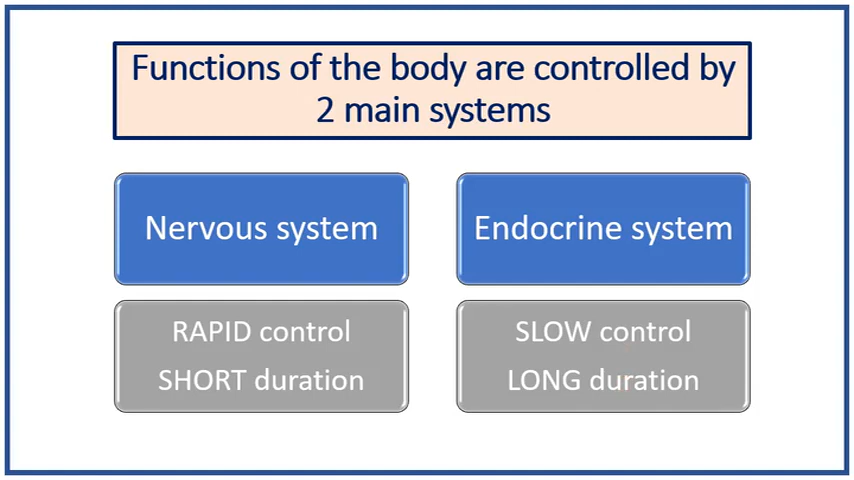 Functions of the body are controlled by
2 main systems
Nervous system
Endocrine system
RAPID control
SHORT duration
SLOW control
LONG duration